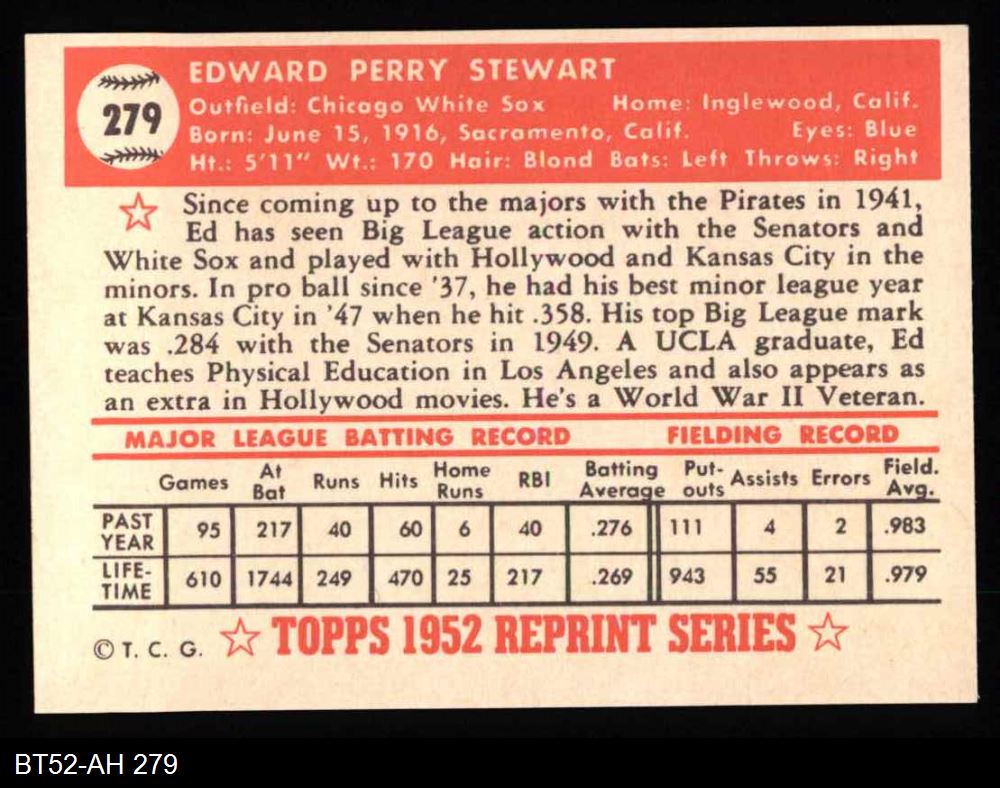 279
EDWARD PERRY STEWART
Outfield: Chicago White Sox Home: Inglewood, Calif.
Born: June 15, 1916, Sacramento, Calif. Eyes: Blue
Ht.: 5'11" Wt.: 170 Hair: Blond Bats: Left Throws: Right
Since coming up to the majors with the Pirates in 1941,
Ed has seen Big League action with the Senators and
White Sox and played with Hollywood and Kansas City in the
minors. In pro ball since '37, he had his best minor league year
at Kansas City in '47 when he hit .358. His top Big League mark
was .284 with the Senators in 1949. A UCLA graduate, Ed
teaches Physical Education in Los Angeles and also appears as
an extra in Hollywood movies. He's a World War II Veteran.
MAJOR LEAGUE BATTING RECORD FIELDING RECORD
Games At Bat Runs Hits Home Runs RBI Batting Average Put-outs Assists Errors Field. Avg.
PAST YEAR 95 217 40 60 6 40 .276 111 4 2 .983
LIFE-TIME 610 1744 249 470 25 217 .269 943 55 21 .979
© T. C. G. TOPPS 1952 REPRINT SERIES
BT52-AH 279